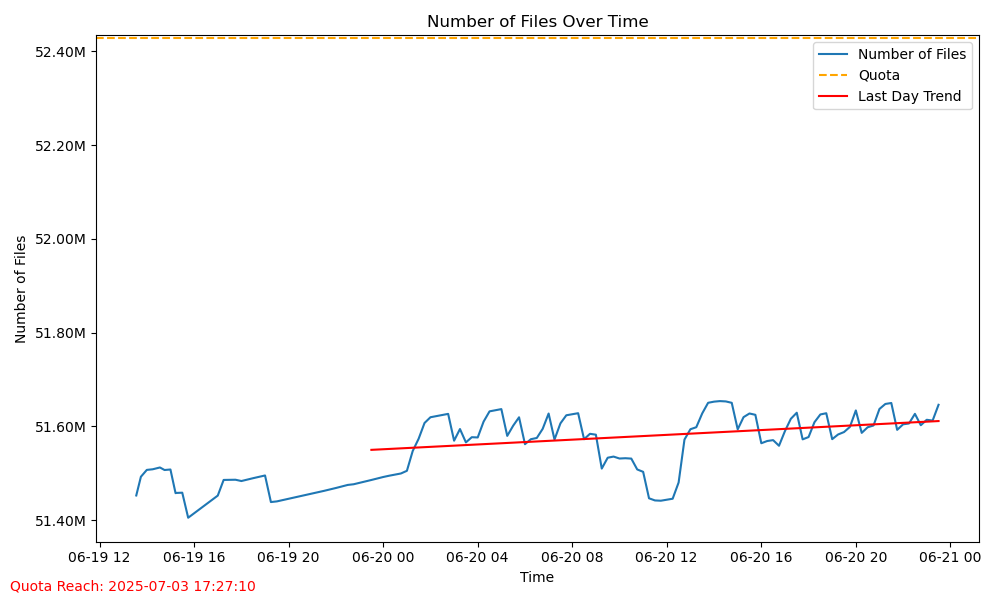 Number of Files Over Time
52.40M
52.20M
52.00M
51.80M
51.60M
51.40M
Number of Files
Number of Files
Quota
Last Day Trend
06-19 12 06-19 16 06-19 20 06-20 00 06-20 04 06-20 08 06-20 12 06-20 16 06-20 20 06-21 00
Time
Quota Reach: 2025-07-03 17:27:10